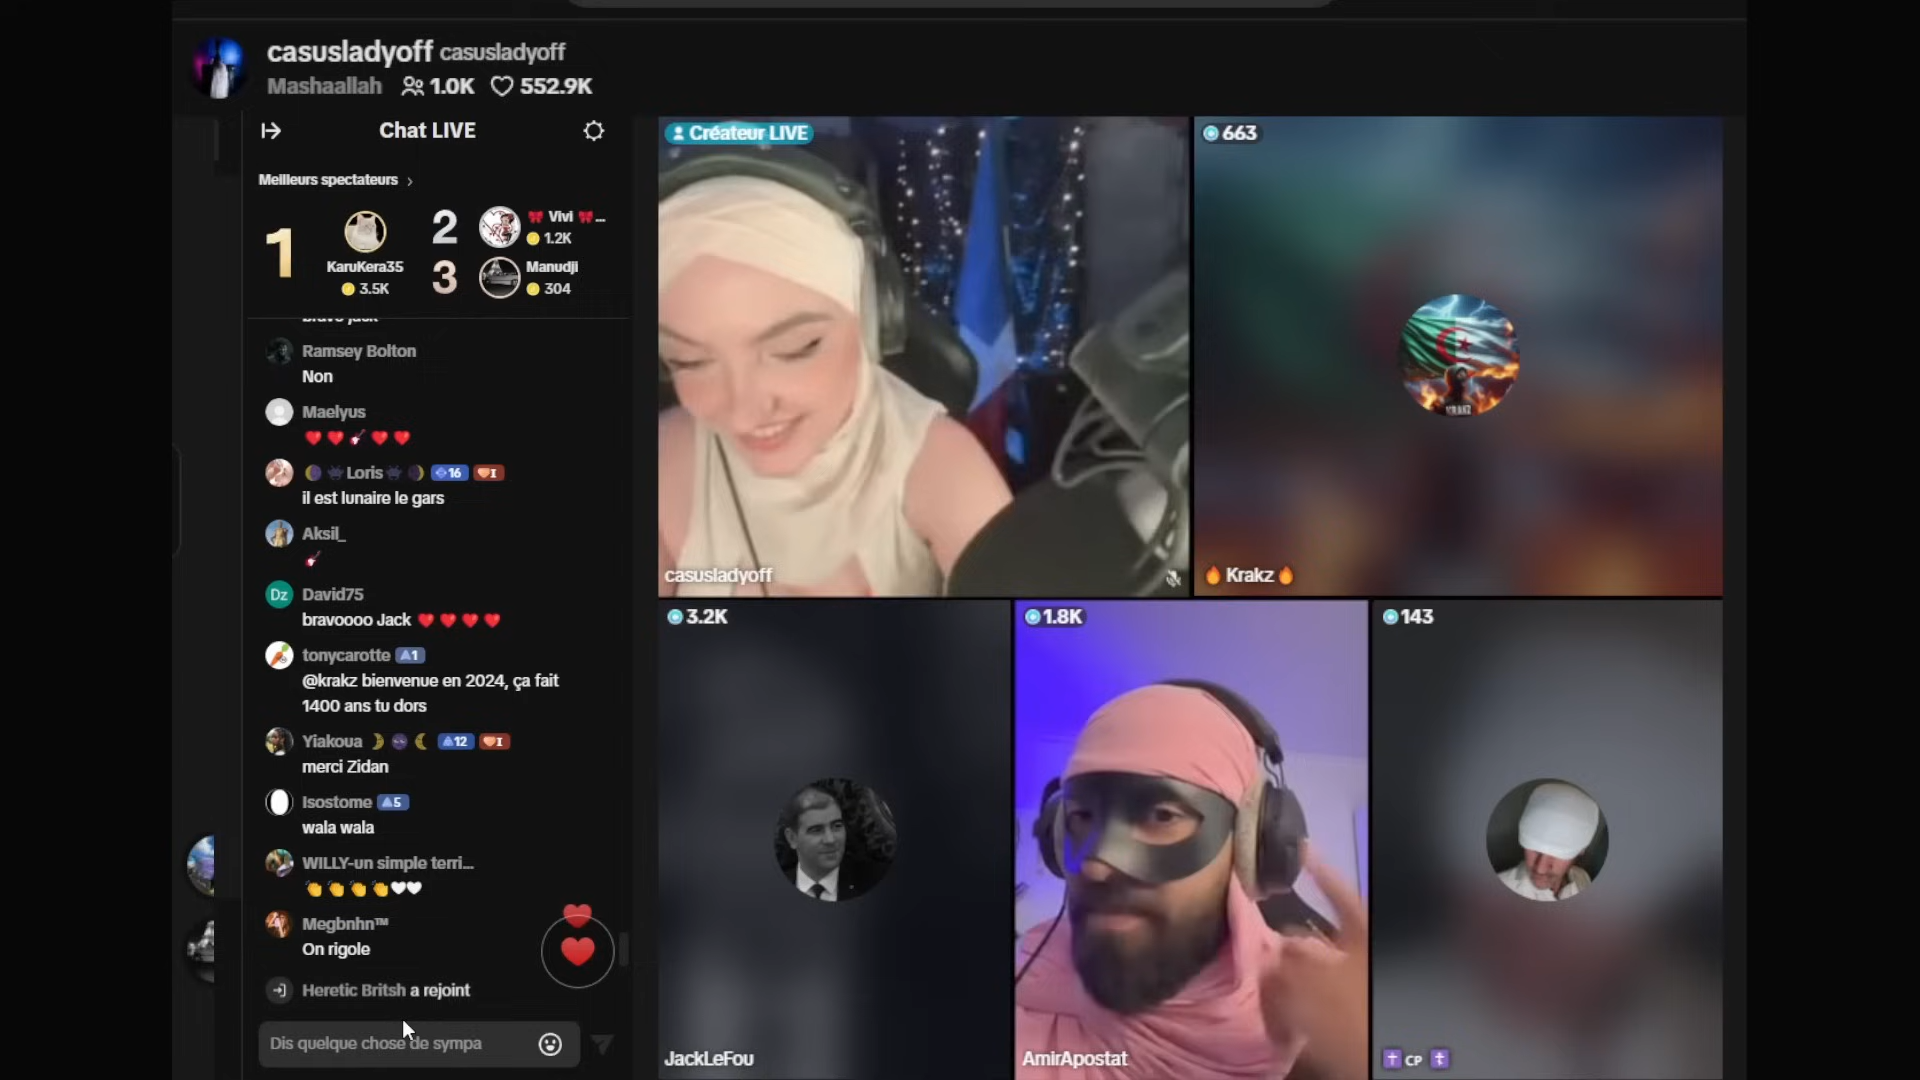 casusladyoff casusladyoff
Mashaallah 1.0K 552.9K
Chat LIVE
Meilleurs spectateurs >
1
KaruKera35
3.5K
2
Vivi ...
1.2K
3
Manudji
304
Ramsey Bolton
Non
Maelyus
Loris 16 I
il est lunaire le gars
Aksil_
Dz David75
bravoooo Jack
tonycarotte 1
@krakz bienvenue en 2024, ça fait
1400 ans tu dors
Yiakoua 12 I
merci Zidan
Isostome 5
wala wala
WILLY-un simple terri...
Megbnhn™
On rigole
Heretic Britsh a rejoint
Dis quelque chose de sympa
Créateur LIVE
casusladyoff
663
KRAKZ
Krakz
3.2K
JackLeFou
1.8K
AmirApostat
143
CP